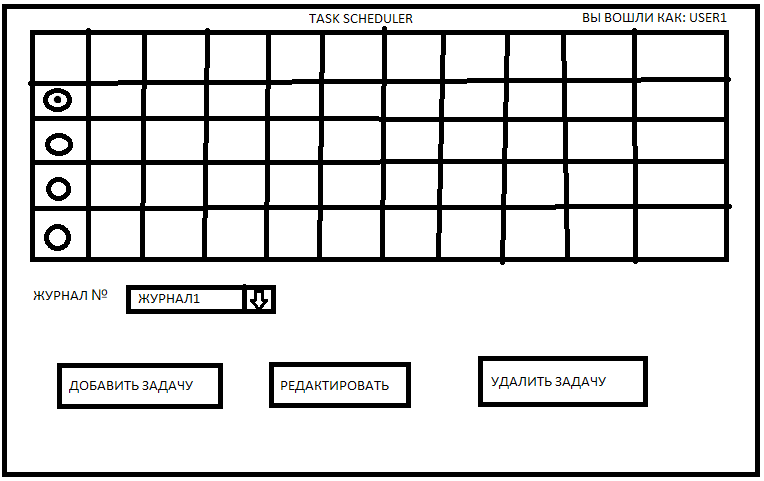 TASK SCHEDULER
ВЫ ВОШЛИ КАК: USER1
ЖУРНАЛ №
ЖУРНАЛ1
ДОБАВИТЬ ЗАДАЧУ
РЕДАКТИРОВАТЬ
УДАЛИТЬ ЗАДАЧУ